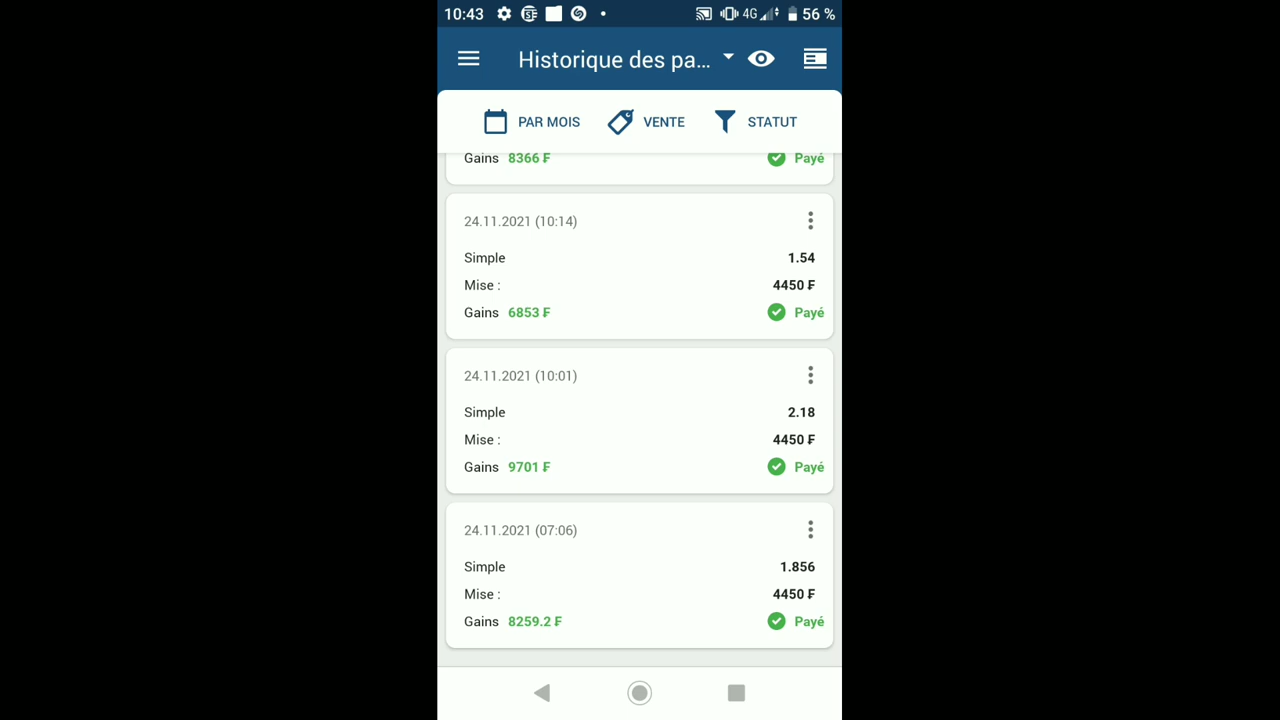 10:43 4G 56 %
Historique des pa...
PAR MOIS VENTE STATUT
Gains 8366 ₣ Payé
24.11.2021 (10:14)
Simple 1.54
Mise : 4450 ₣
Gains 6853 ₣ Payé
24.11.2021 (10:01)
Simple 2.18
Mise : 4450 ₣
Gains 9701 ₣ Payé
24.11.2021 (07:06)
Simple 1.856
Mise : 4450 ₣
Gains 8259.2 ₣ Payé